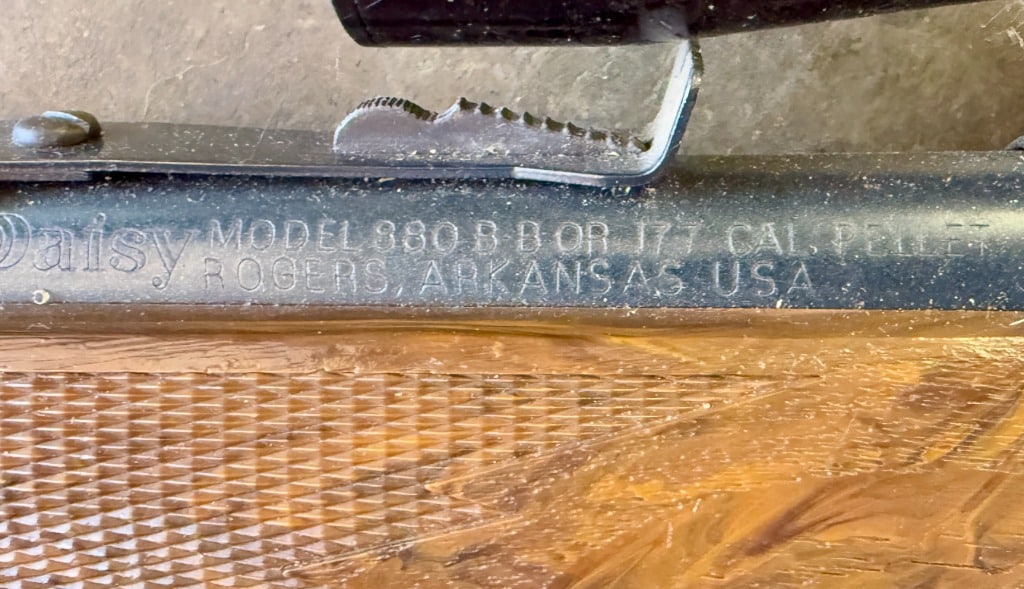 Daisy MODEL 880 B·B OR 177 CAL. PELLET
ROGERS, ARKANSAS USA